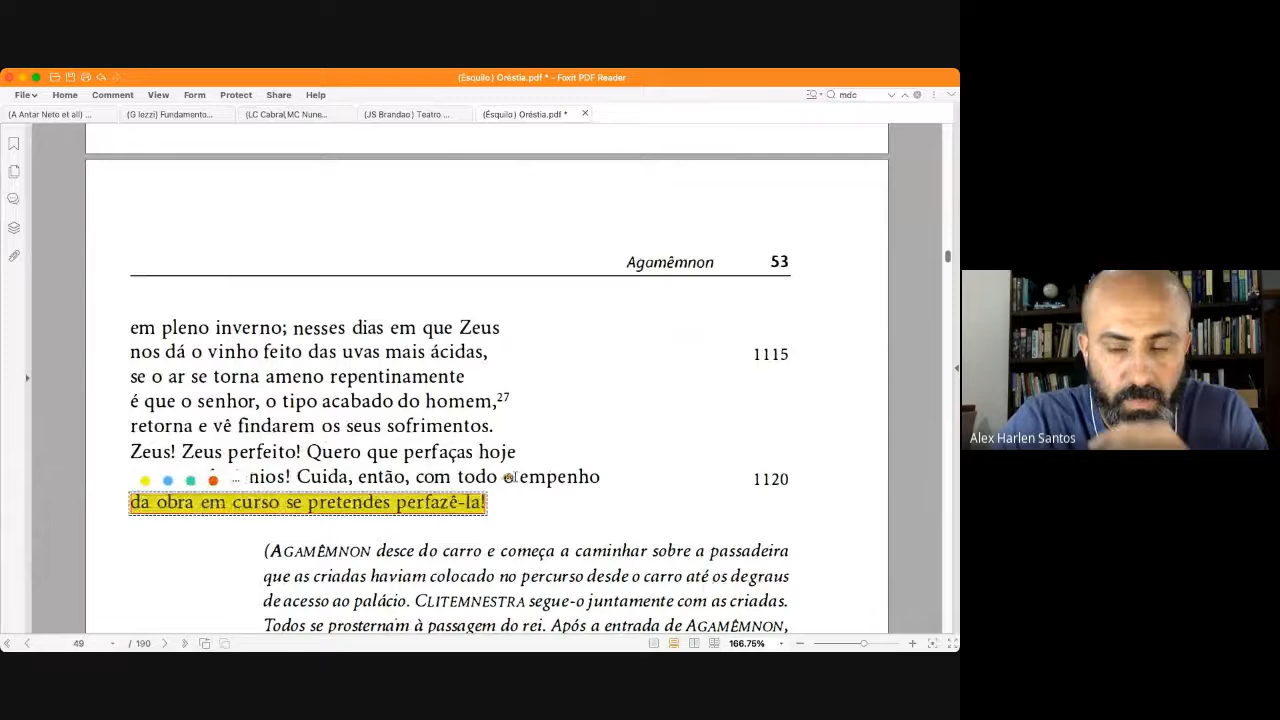 (Ésquilo) Oréstia.pdf * - Foxit PDF Reader
File Home Comment View Form Protect Share Help
mdc
(A Antar Neto et all) ... (G Iezzi) Fundamento... (LC Cabral,MC Nune... (JS Brandao) Teatro ... (Ésquilo) Oréstia.pdf *
Agamêmnon 53
em pleno inverno; nesses dias em que Zeus
nos dá o vinho feito das uvas mais ácidas, 1115
se o ar se torna ameno repentinamente
é que o senhor, o tipo acabado do homem,27
retorna e vê findarem os seus sofrimentos.
Zeus! Zeus perfeito! Quero que perfaças hoje
nios! Cuida, então, com todo o empenho 1120
da obra em curso se pretendes perfazê-la!
(AGAMÊMNON desce do carro e começa a caminhar sobre a passadeira
que as criadas haviam colocado no percurso desde o carro até os degraus
de acesso ao palácio. CLITEMNESTRA segue-o juntamente com as criadas.
Todos se prosternam à passagem do rei. Após a entrada de AGAMÊMNON,
49 / 190 166.75%
Alex Harlen Santos